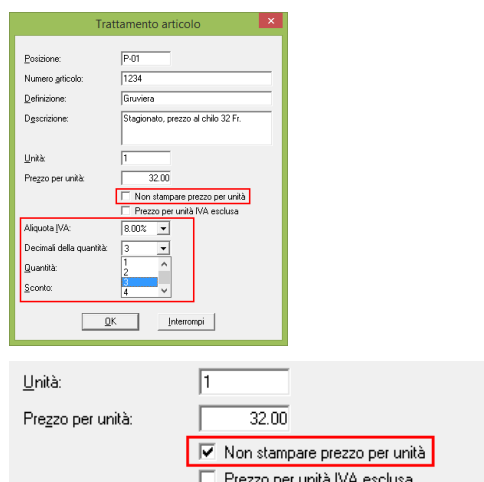 Trattamento articolo
Posizione: P-01
Numero articolo: 1234
Definizione: Gruviera
Descrizione: Stagionato, prezzo al chilo 32 Fr.
Unità: 1
Prezzo per unità: 32.00
Non stampare prezzo per unità
Prezzo per unità IVA esclusa
Aliquota IVA: 8.00%
Decimali della quantità: 3
1
Quantità: 2
3
Sconto: 4
OK Interrompi
Unità: 1
Prezzo per unità: 32.00
Non stampare prezzo per unità
Prezzo per unità IVA esclusa